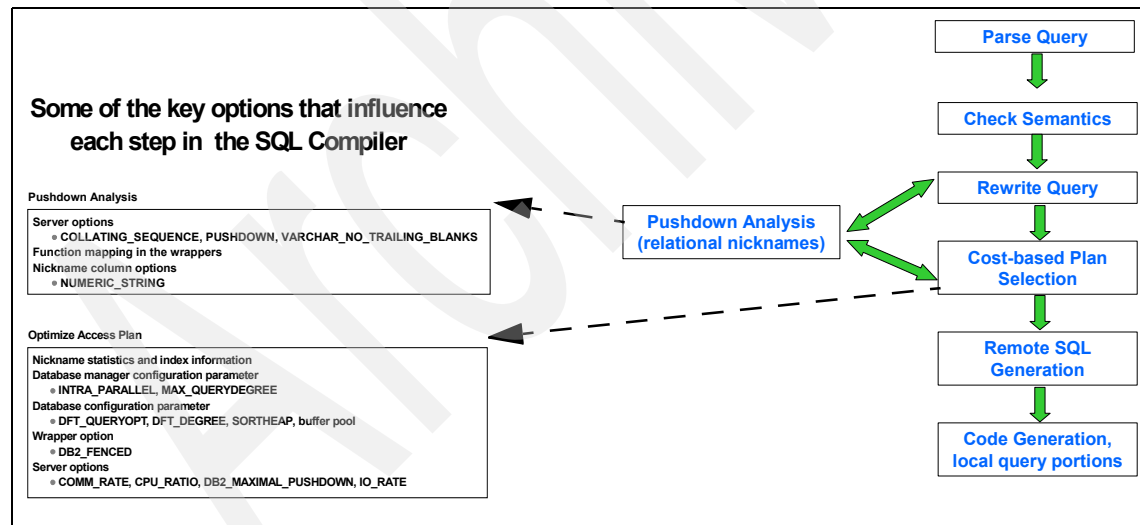 Some of the key options that influence
each step in the SQL Compiler
Pushdown Analysis
Server options
• COLLATING_SEQUENCE, PUSHDOWN, VARCHAR_NO_TRAILING_BLANKS
Function mapping in the wrappers
Nickname column options
• NUMERIC_STRING
Optimize Access Plan
Nickname statistics and index information
Database manager configuration parameter
• INTRA_PARALLEL, MAX_QUERYDEGREE
Database configuration parameter
• DFT_QUERYOPT, DFT_DEGREE, SORTHEAP, buffer pool
Wrapper option
• DB2_FENCED
Server options
• COMM_RATE, CPU_RATIO, DB2_MAXIMAL_PUSHDOWN, IO_RATE
Pushdown Analysis
(relational nicknames)
Parse Query
Check Semantics
Rewrite Query
Cost-based Plan
Selection
Remote SQL
Generation
Code Generation,
local query portions